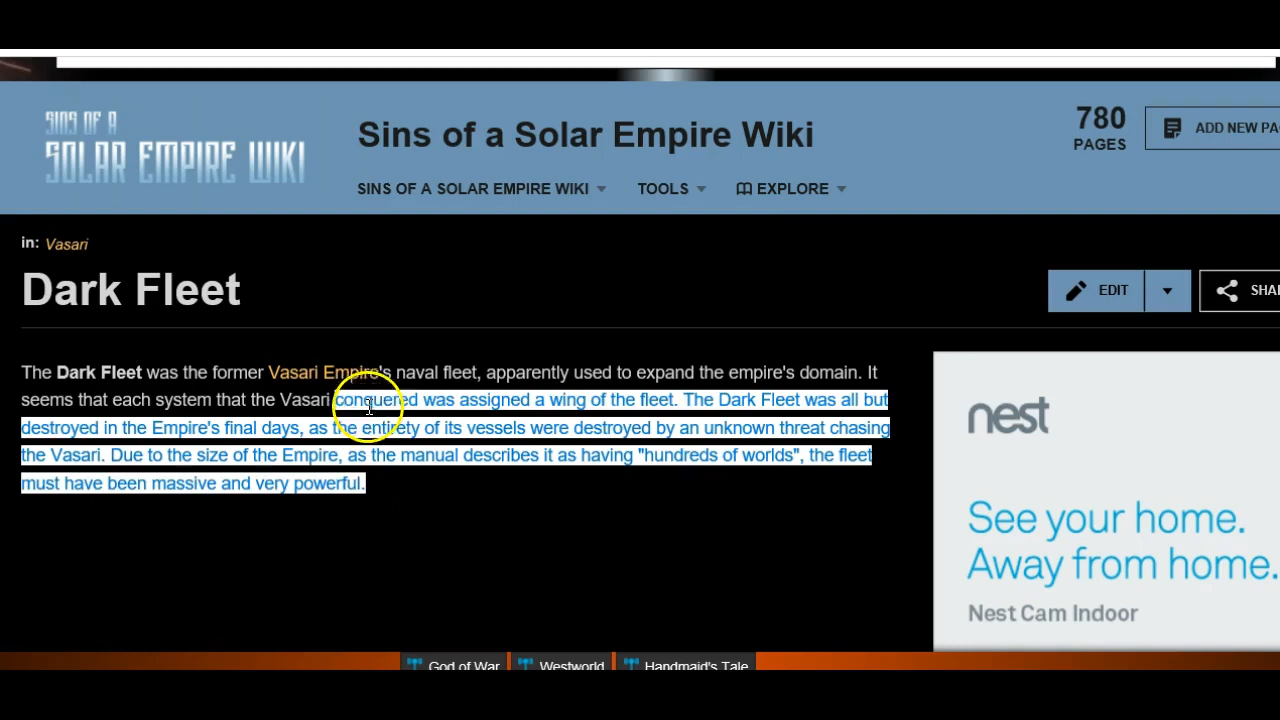 SINS OF A
SOLAR EMPIRE WIKI
Sins of a Solar Empire Wiki
780
PAGES
ADD NEW PA
SINS OF A SOLAR EMPIRE WIKI TOOLS EXPLORE
in: Vasari
Dark Fleet
EDIT
SHA
The Dark Fleet was the former Vasari Empire's naval fleet, apparently used to expand the empire's domain. It
seems that each system that the Vasari conquered was assigned a wing of the fleet. The Dark Fleet was all but
destroyed in the Empire's final days, as the entirety of its vessels were destroyed by an unknown threat chasing
the Vasari. Due to the size of the Empire, as the manual describes it as having "hundreds of worlds", the fleet
must have been massive and very powerful.
nest
See your home.
Away from home.
Nest Cam Indoor
God of War Westworld Handmaid's Tale